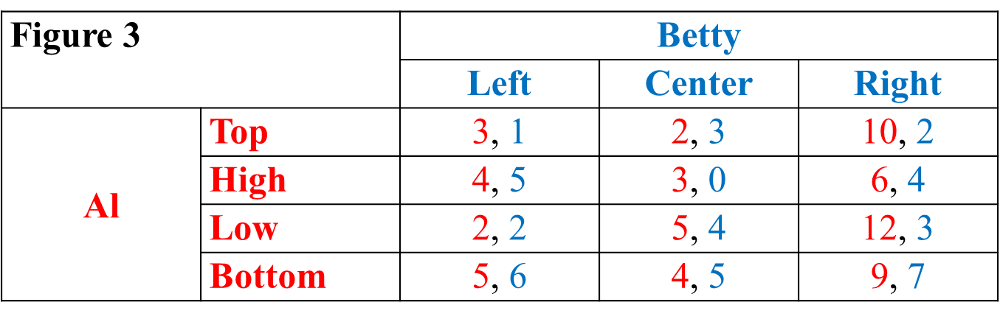 Figure 3 Betty
Left Center Right
Top 3, 1 2, 3 10, 2
High 4, 5 3, 0 6, 4
Al
Low 2, 2 5, 4 12, 3
Bottom 5, 6 4, 5 9, 7